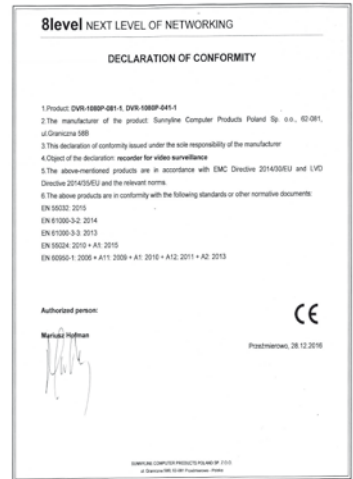 8level NEXT LEVEL OF NETWORKING
DECLARATION OF CONFORMITY
1.Product: DVR-1080P-081-1, DVR-1080P-041-1
2.The manufacturer of the product: Sunnyline Computer Products Poland Sp. o.o., 62-081,
ul.Graniczna 58B
3.This declaration of conformity issued under the sole responsibility of the manufacturer
4.Object of the declaration: recorder for video surveillance
5.The above-mentioned products are in accordance with EMC Directive 2014/30/EU and LVD
Directive 2014/35/EU and the relevant norms.
6.The above products are in conformity with the following standards or other normative documents:
EN 55032: 2015
EN 61000-3-2: 2014
EN 61000-3-3: 2013
EN 55024: 2010 + A1: 2015
EN 60950-1: 2006 + A11: 2009 + A1: 2010 + A12: 2011 + A2: 2013
Authorized person:
CE
Mariusz Hofman
Przeźmierowo, 28.12.2016
SUNNYLINE COMPUTER PRODUCTS POLAND SP. Z O.O.
ul. Graniczna 58B, 62-081 Przeźmierowo - Polska